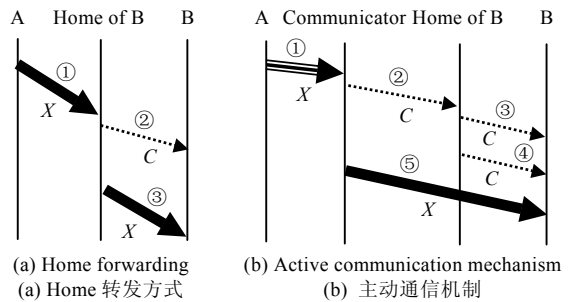 A Home of B B
① X ② C ③ X
(a) Home forwarding
(a) Home 转发方式
A Communicator Home of B B
① X ② C ③ C ④ C ⑤ X
(b) Active communication mechanism
(b) 主动通信机制